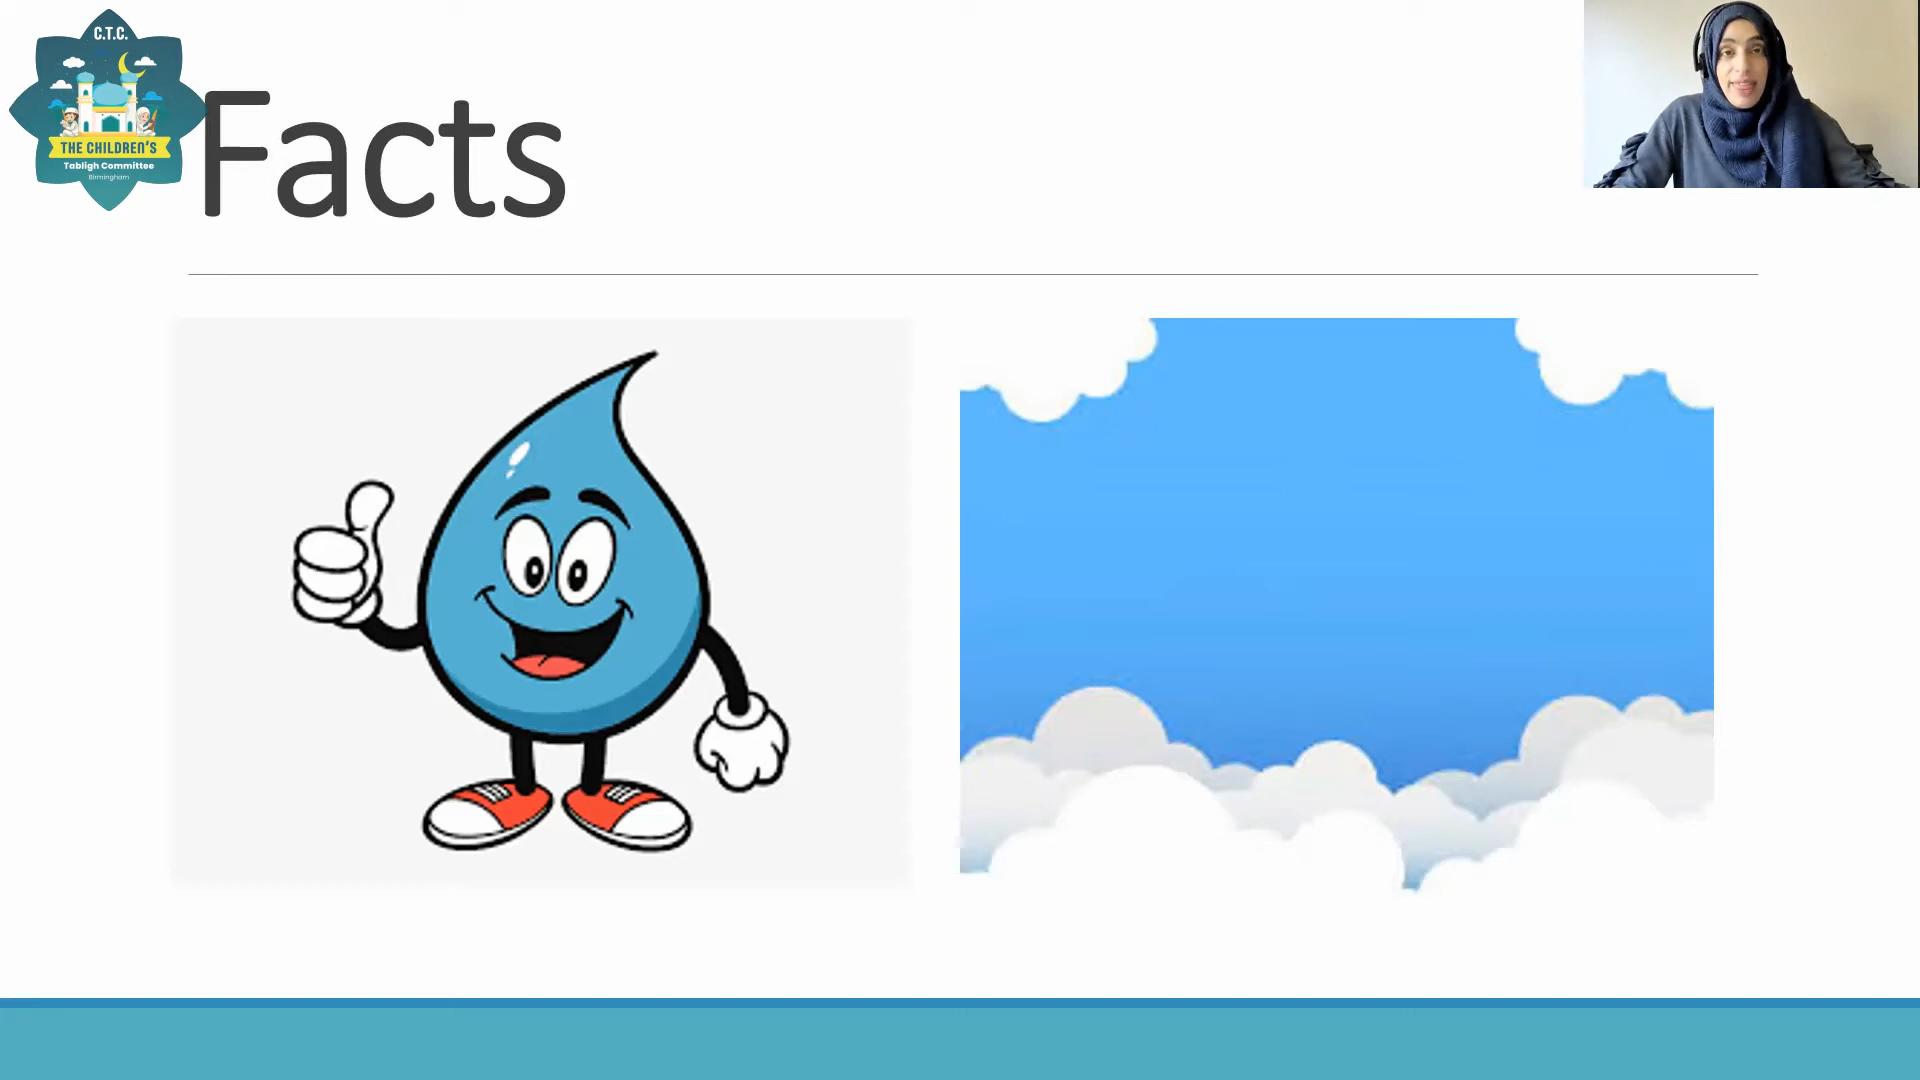 C.T.C.
THE CHILDREN'S
Tabligh Committee
Birmingham
Facts